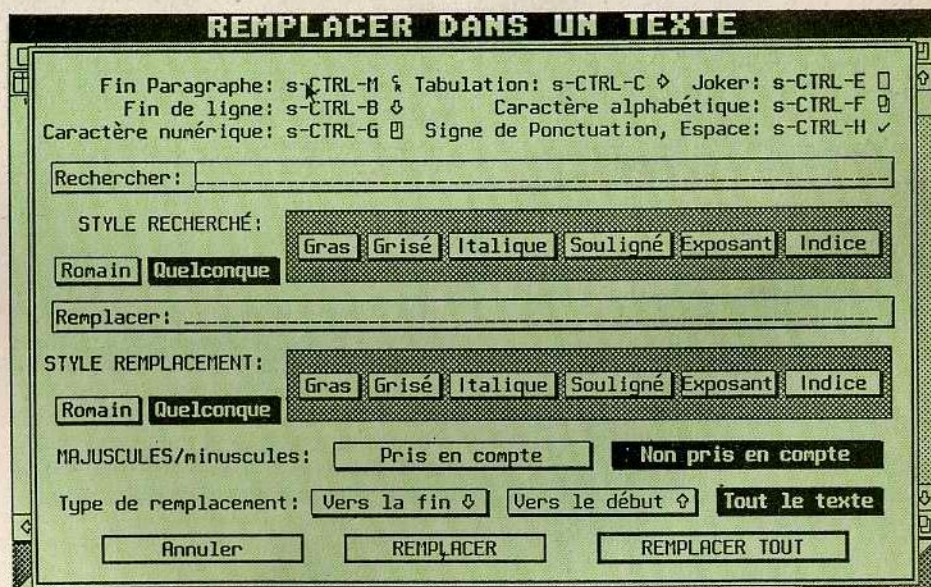 REMPLACER DANS UN TEXTE
Fin Paragraphe: s-CTRL-M ␍ Tabulation: s-CTRL-C ⇨ Joker: s-CTRL-E □
Fin de ligne: s-CTRL-B ⇩ Caractère alphabétique: s-CTRL-F
Caractère numérique: s-CTRL-G Signe de Ponctuation, Espace: s-CTRL-H ✓
Rechercher:
STYLE RECHERCHÉ:
Gras Grisé Italique Souligné Exposant Indice
Romain Quelconque
Remplacer:
STYLE REMPLACEMENT:
Gras Grisé Italique Souligné Exposant Indice
Romain Quelconque
MAJUSCULES/minuscules: Pris en compte Non pris en compte
Type de remplacement: Vers la fin ⇩ Vers le début ⇧ Tout le texte
Annuler REMPLACER REMPLACER TOUT